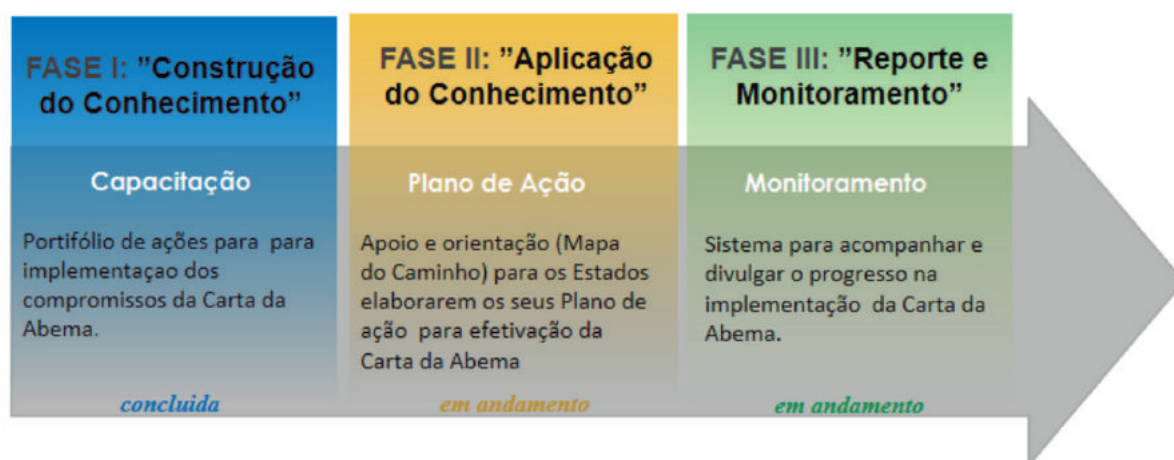 FASE I: ”Construção
do Conhecimento”
Capacitação
Portifólio de ações para para
implementaçao dos
compromissos da Carta da
Abema.
concluida
FASE II: ”Aplicação
do Conhecimento”
Plano de Ação
Apoio e orientação (Mapa
do Caminho) para os Estados
elaborarem os seus Plano de
ação para efetivação da
Carta da Abema
em andamento
FASE III: ”Reporte e
Monitoramento”
Monitoramento
Sistema para acompanhar e
divulgar o progresso na
implementação da Carta da
Abema.
em andamento